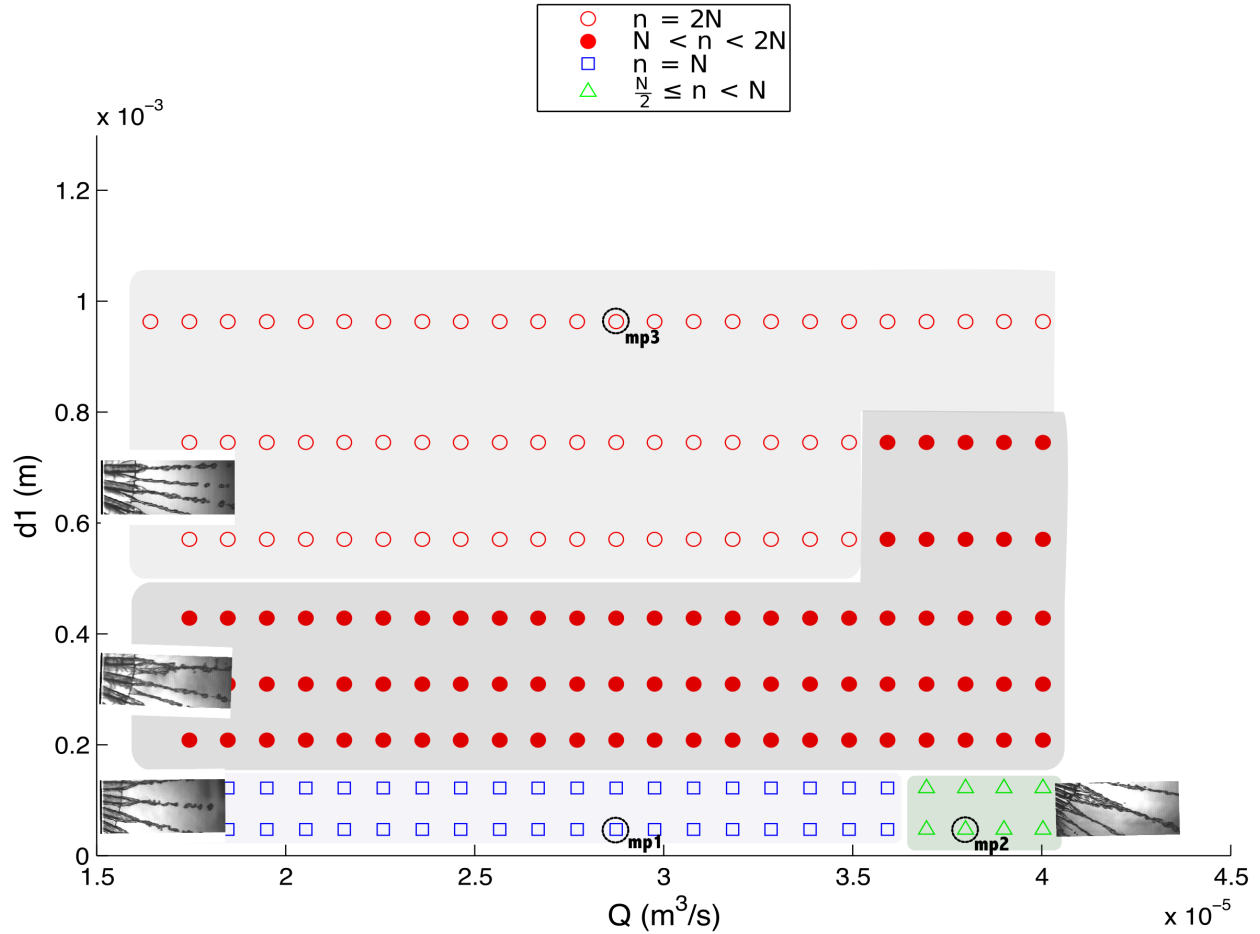 n = 2N
N < n < 2N
n = N
N/2 ≤ n < N
x 10⁻³
1.2
1
0.8
0.6
0.4
0.2
0
d1 (m)
mp3
mp1
mp2
1.5
2
2.5
3
3.5
4
4.5
Q (m³/s)
x 10⁻⁵